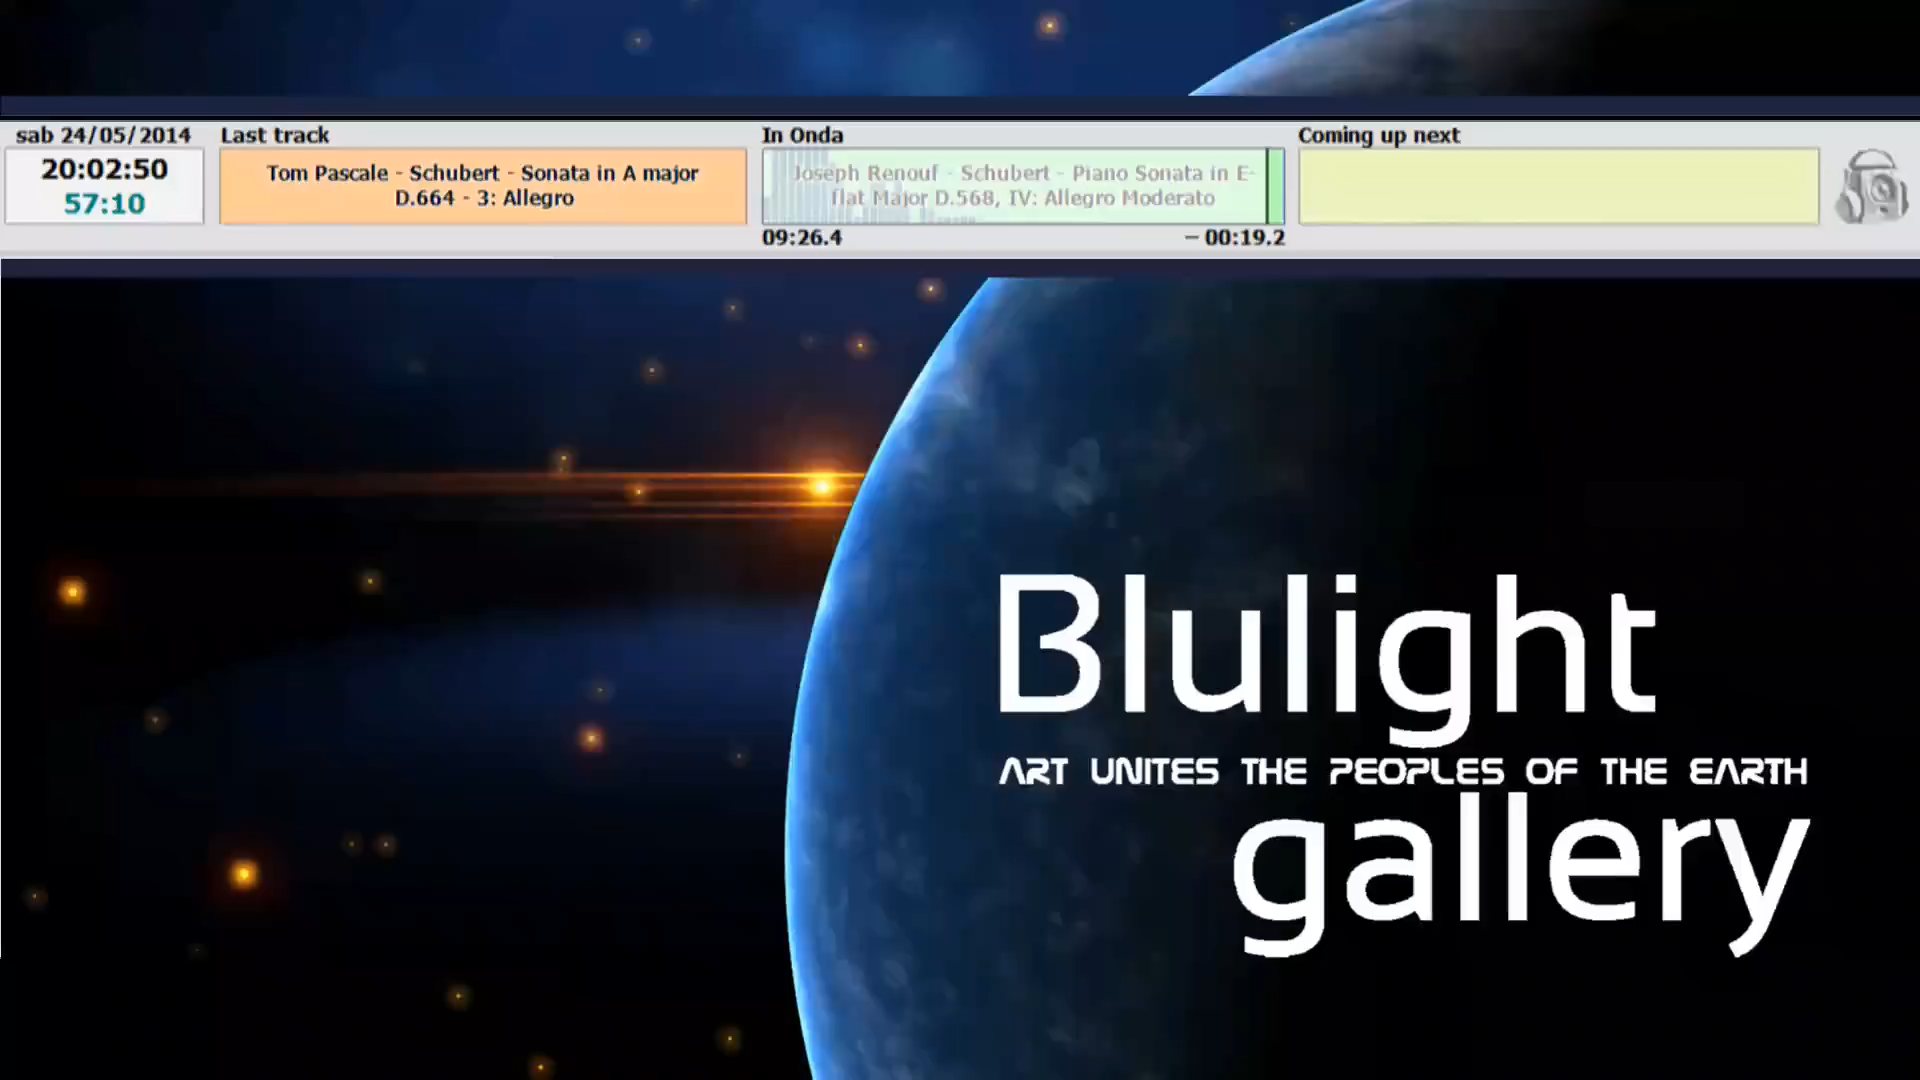 sab 24/05/2014
20:02:50
57:10
Last track
Tom Pascale - Schubert - Sonata in A major
D.664 - 3: Allegro
In Onda
Joseph Renouf - Schubert - Piano Sonata in E-
flat Major D.568, IV: Allegro Moderato
09:26.4
– 00:19.2
Coming up next
Blulight
ART UNITES THE PEOPLES OF THE EARTH
gallery